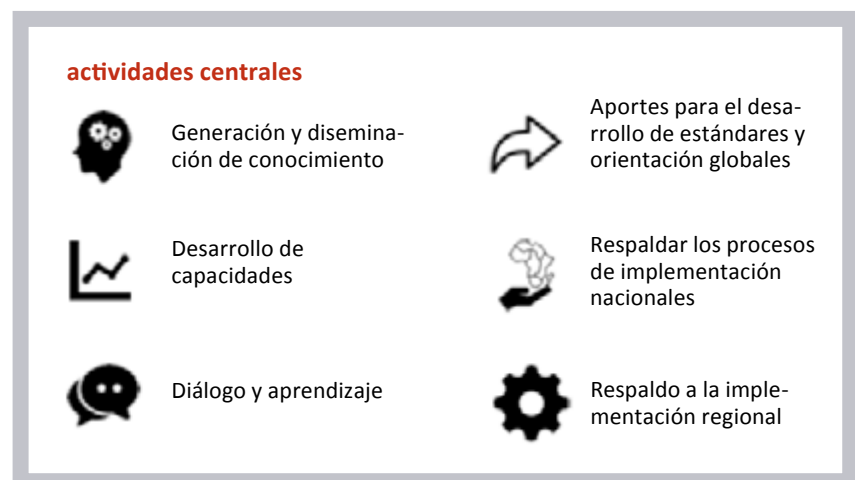 actividades centrales
Generación y disemina-
ción de conocimiento
Desarrollo de
capacidades
Diálogo y aprendizaje
Aportes para el desa-
rrollo de estándares y
orientación globales
Respaldar los procesos
de implementación
nacionales
Respaldo a la imple-
mentación regional